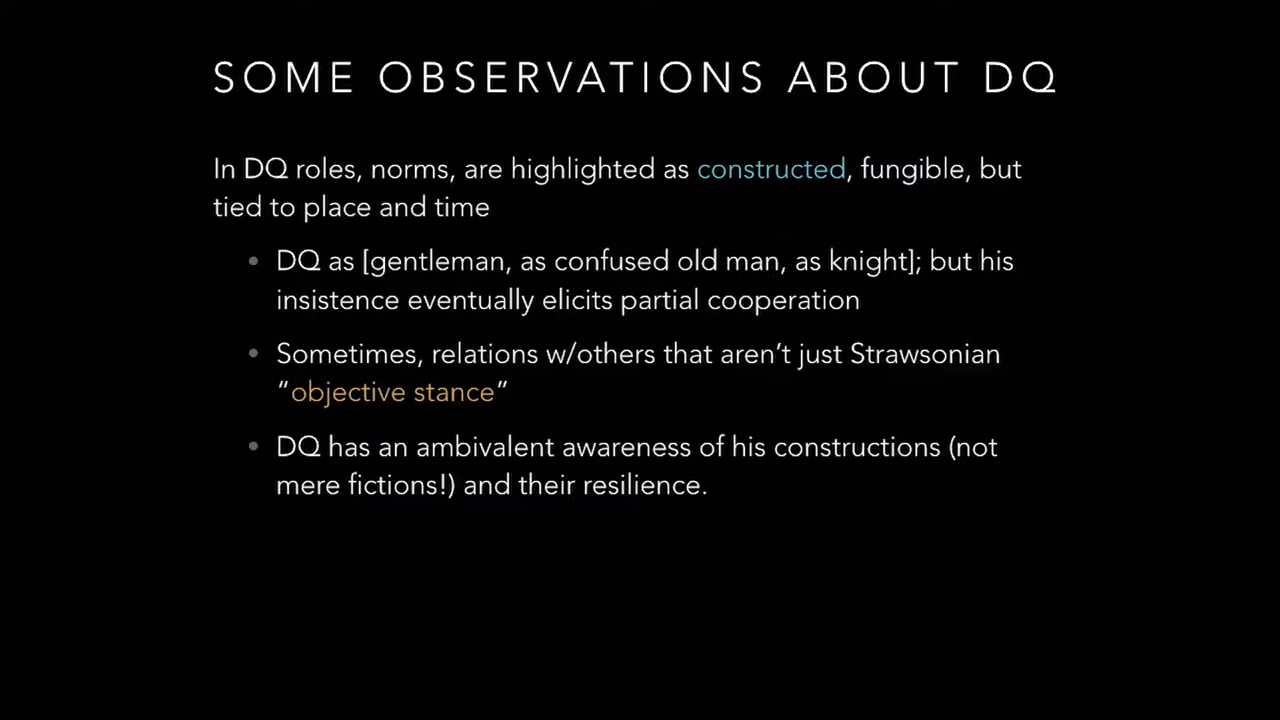 SOME OBSERVATIONS ABOUT DQ
In DQ roles, norms, are highlighted as constructed, fungible, but
tied to place and time
• DQ as [gentleman, as confused old man, as knight]; but his
insistence eventually elicits partial cooperation
• Sometimes, relations w/others that aren’t just Strawsonian
“objective stance”
• DQ has an ambivalent awareness of his constructions (not
mere fictions!) and their resilience.